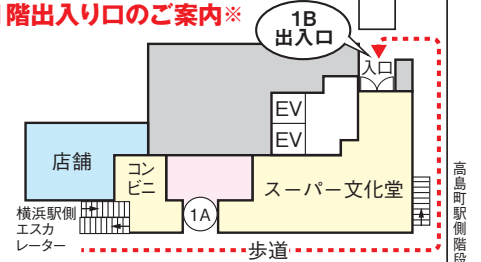 階出入り口のご案内※
1B
出入口
入口
EV
EV
店舗
コン
ビニ
スーパー文化堂
1A
横浜駅側
エスカ
レーター
歩道
高島町駅側階段